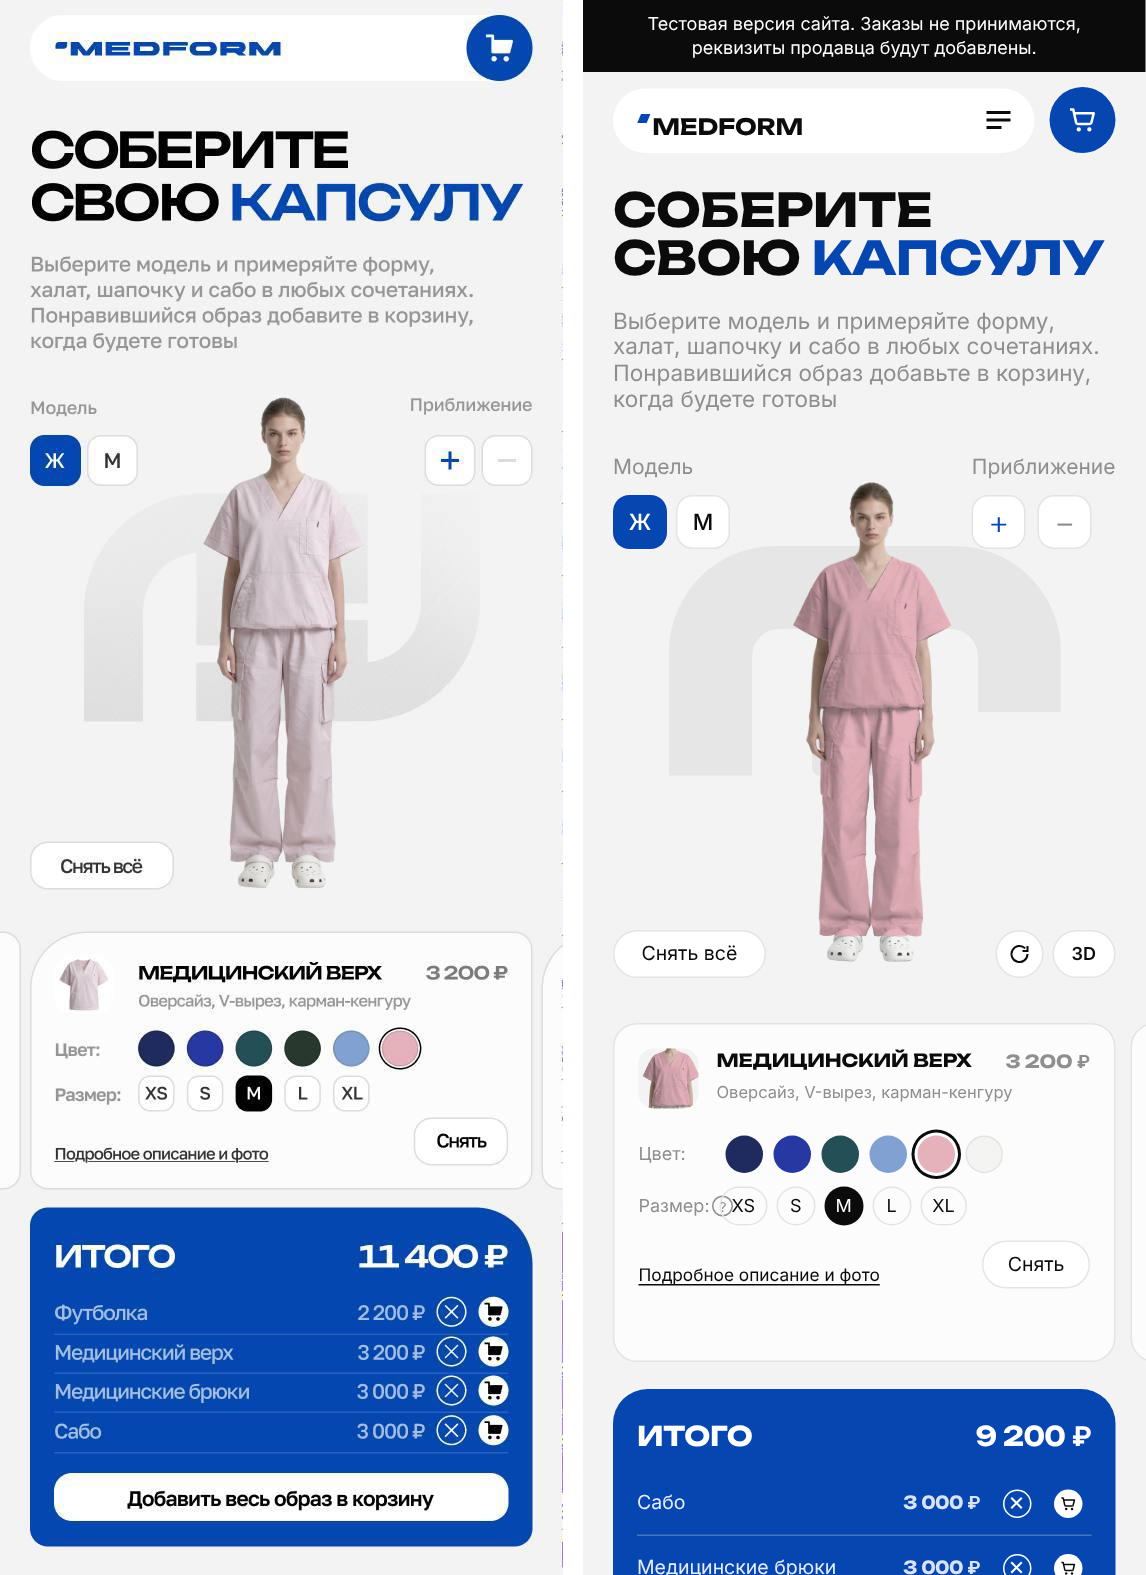 MEDFORM
СОБЕРИТЕ
СВОЮ КАПСУЛУ
Выберите модель и примеряйте форму,
халат, шапочку и сабо в любых сочетаниях.
Понравившийся образ добавите в корзину,
когда будете готовы
Модель
Приближение
Ж
М
+
−
Снять всё
МЕДИЦИНСКИЙ ВЕРХ
3 200 ₽
Оверсайз, V-вырез, карман-кенгуру
Цвет:
Размер:
XS
S
M
L
XL
Подробное описание и фото
Снять
ИТОГО
11 400 ₽
Футболка
2 200 ₽
Медицинский верх
3 200 ₽
Медицинские брюки
3 000 ₽
Сабо
3 000 ₽
Добавить весь образ в корзину
Тестовая версия сайта. Заказы не принимаются,
реквизиты продавца будут добавлены.
MEDFORM
СОБЕРИТЕ
СВОЮ КАПСУЛУ
Выберите модель и примеряйте форму,
халат, шапочку и сабо в любых сочетаниях.
Понравившийся образ добавьте в корзину,
когда будете готовы
Модель
Приближение
Ж
М
+
−
Снять всё
3D
МЕДИЦИНСКИЙ ВЕРХ
3 200 ₽
Оверсайз, V-вырез, карман-кенгуру
Цвет:
Размер:
?
XS
S
M
L
XL
Подробное описание и фото
Снять
ИТОГО
9 200 ₽
Сабо
3 000 ₽
Медицинские брюки
3 000 ₽